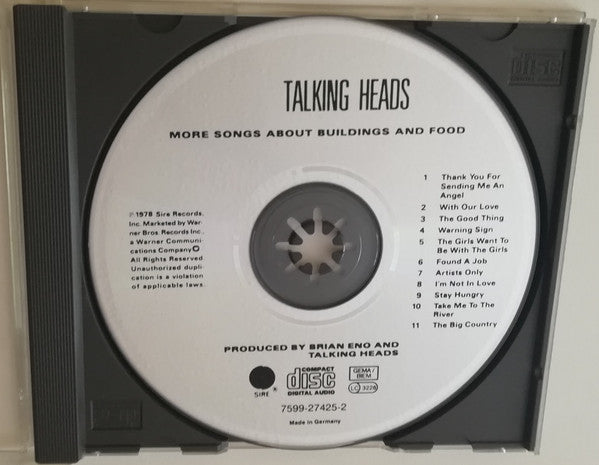 TALKING HEADS
MORE SONGS ABOUT BUILDINGS AND FOOD
℗ 1978 Sire Records,
Inc. Marketed by War-
ner Bros. Records Inc.,
a Warner Communi-
cations Company©
All Rights Reserved.
Unauthorized dupli-
cation is a violation
of applicable laws.
1 Thank You For
Sending Me An
Angel
2 With Our Love
3 The Good Thing
4 Warning Sign
5 The Girls Want To
Be With The Girls
6 Found A Job
7 Artists Only
8 I'm Not In Love
9 Stay Hungry
10 Take Me To The
River
11 The Big Country
PRODUCED BY BRIAN ENO AND
TALKING HEADS
SIRE
COMPACT
disc
DIGITAL AUDIO
GEMA/
BIEM
LC 3228
7599-27425-2
Made in Germany
COMPACT
disc
DIGITAL AUDIO